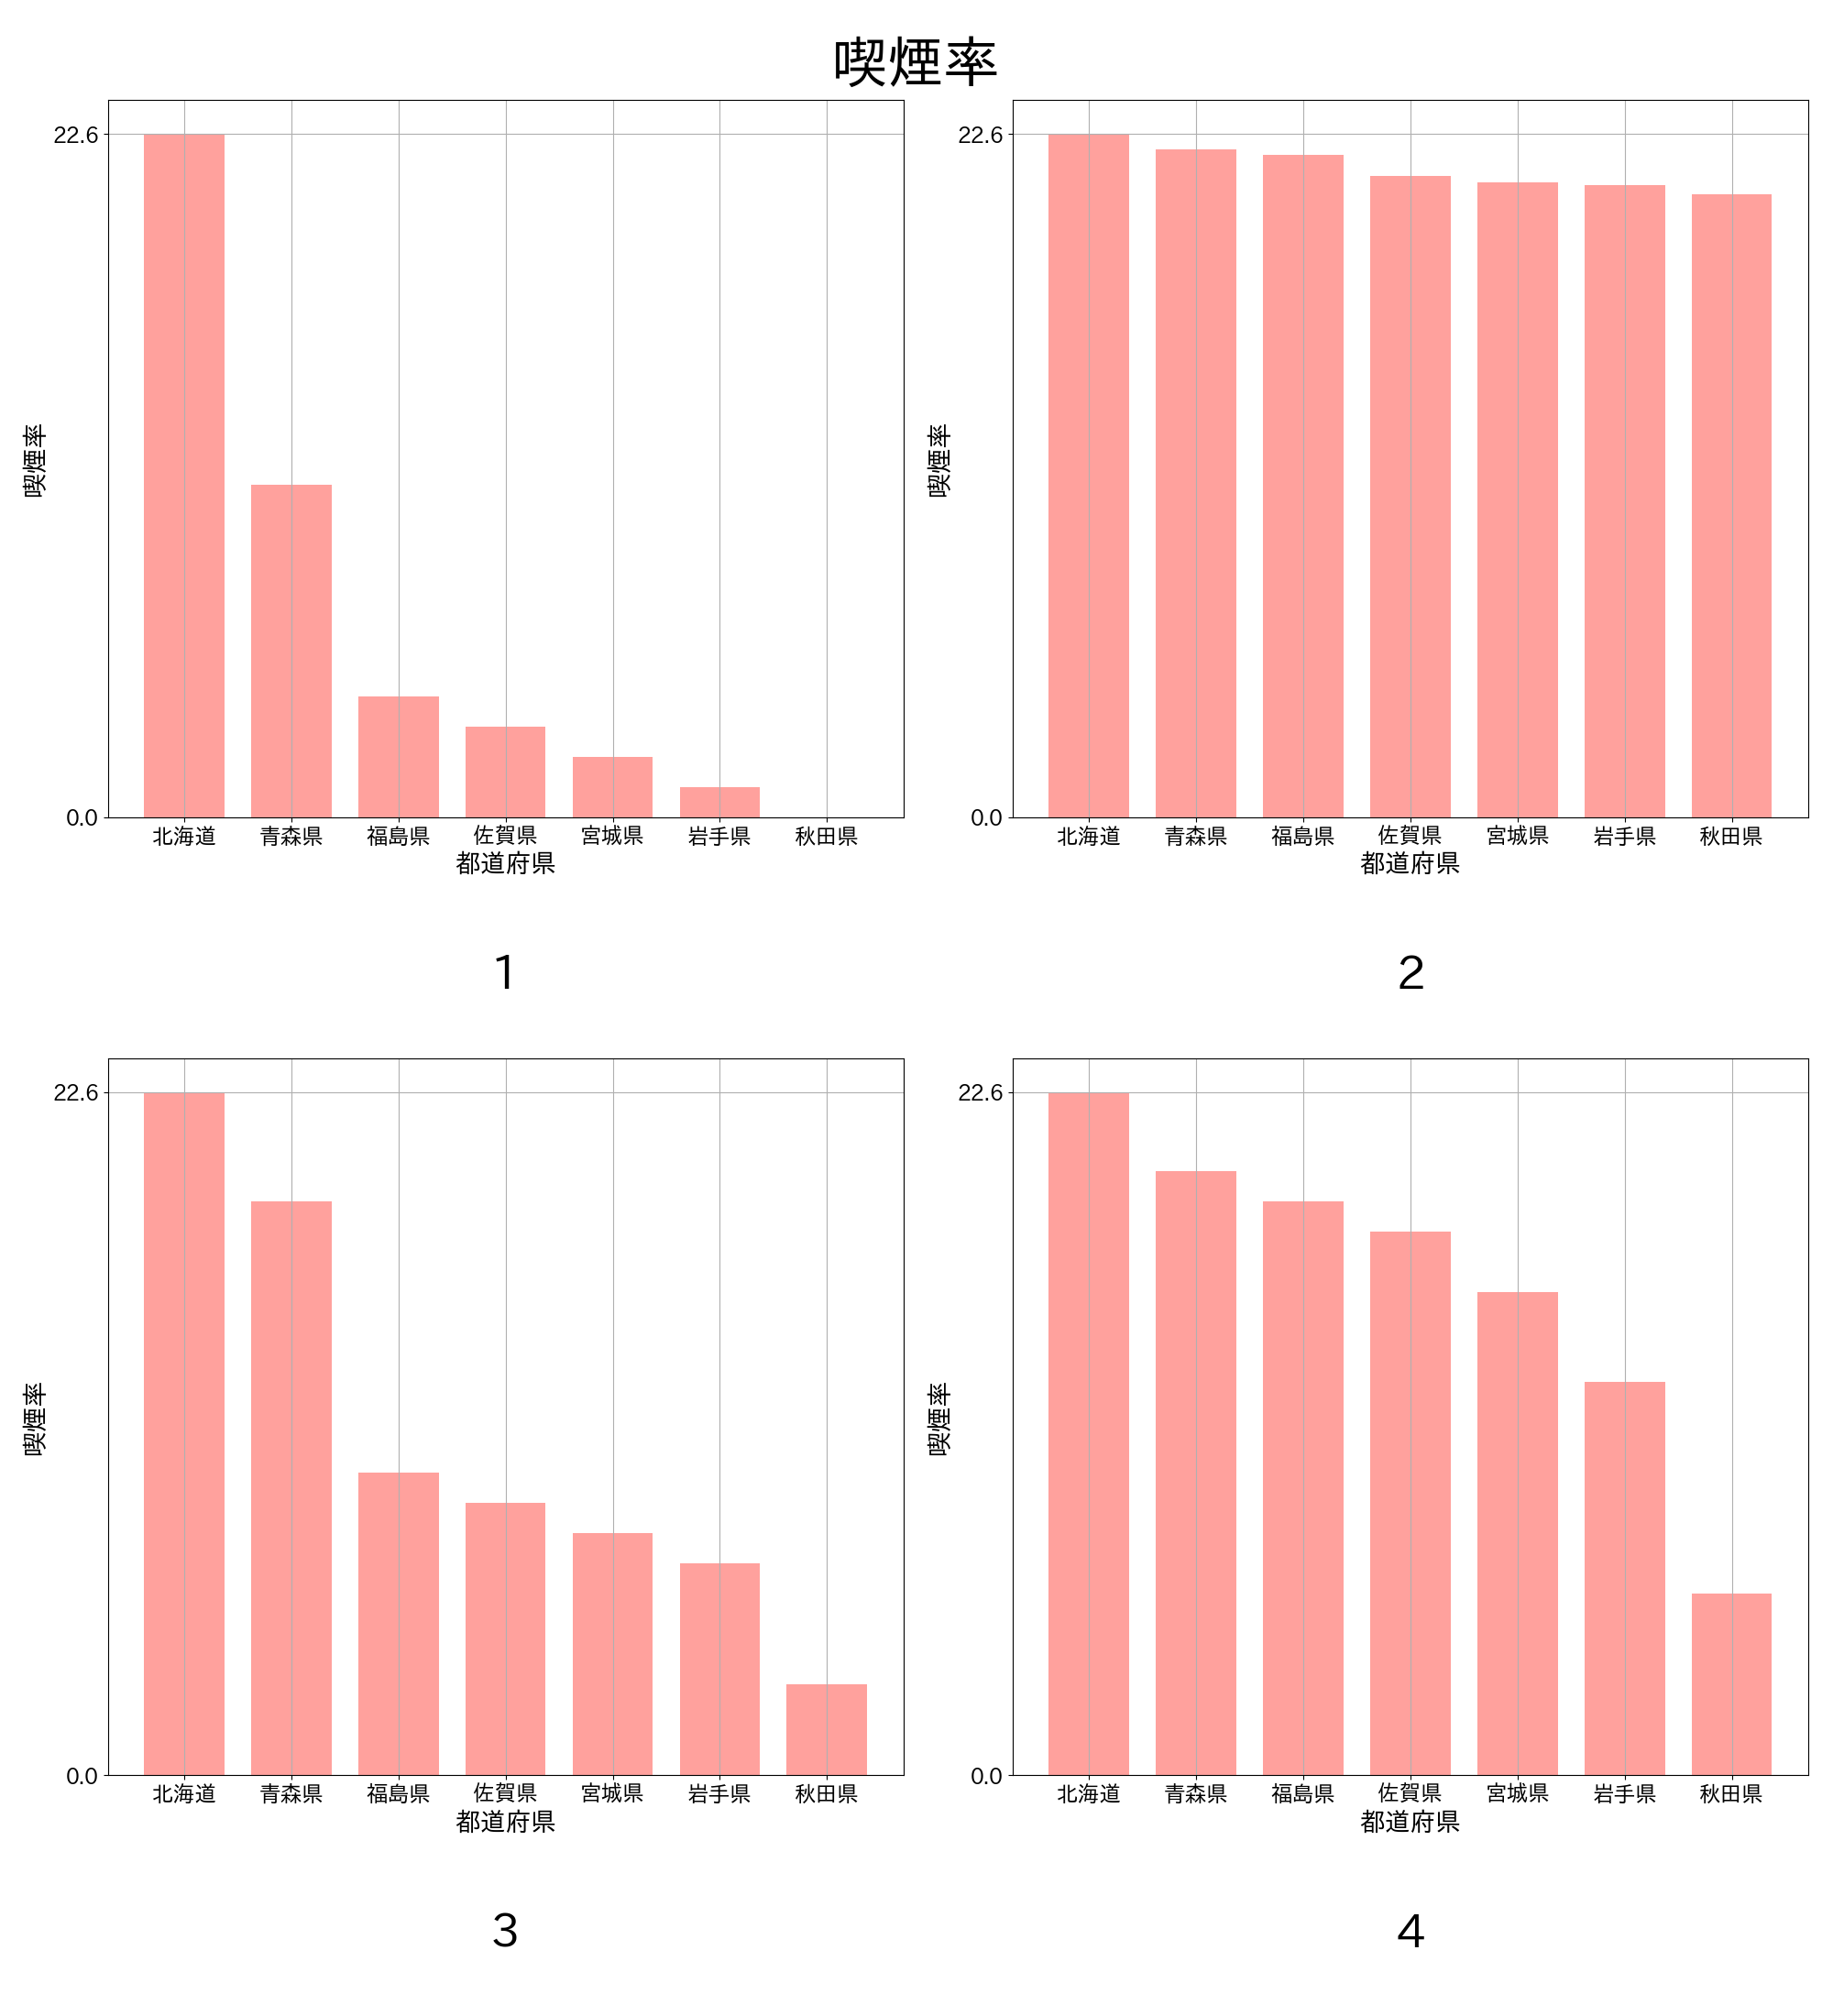 喫煙率
喫煙率
22.6
0.0
北海道 青森県 福島県 佐賀県 宮城県 岩手県 秋田県
都道府県
1
喫煙率
22.6
0.0
北海道 青森県 福島県 佐賀県 宮城県 岩手県 秋田県
都道府県
2
喫煙率
22.6
0.0
北海道 青森県 福島県 佐賀県 宮城県 岩手県 秋田県
都道府県
3
喫煙率
22.6
0.0
北海道 青森県 福島県 佐賀県 宮城県 岩手県 秋田県
都道府県
4